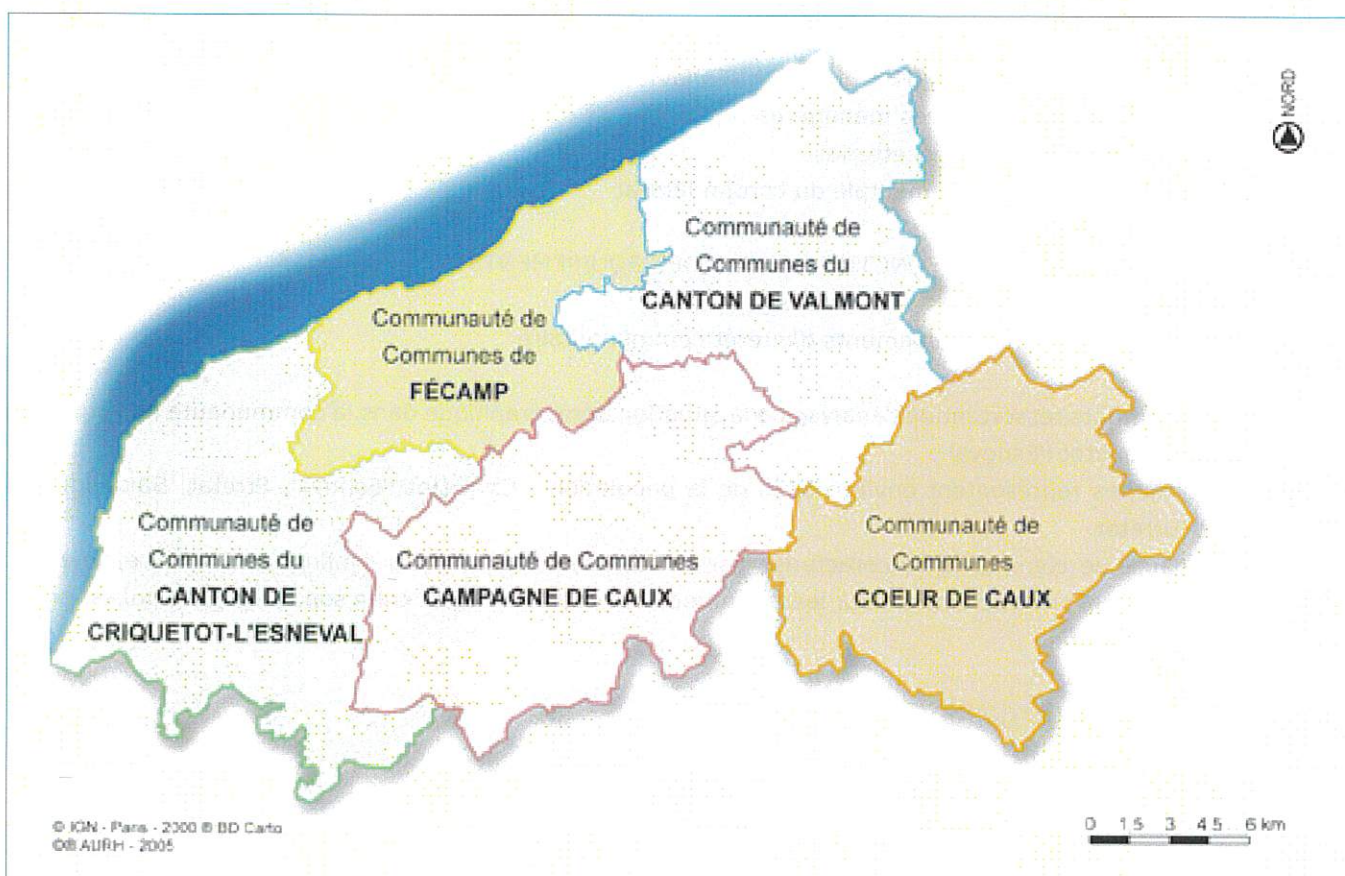 NORD
Communauté de
Communes du
CANTON DE VALMONT
Communauté de
Communes de
FÉCAMP
Communauté de
Communes du
CANTON DE
CRIQUETOT-L'ESNEVAL
Communauté de Communes
CAMPAGNE DE CAUX
Communauté de
Communes
COEUR DE CAUX
© IGN - Paris - 2000 ® BD Carto
©® AURH - 2005
0 1 5 3 4 5 6 km